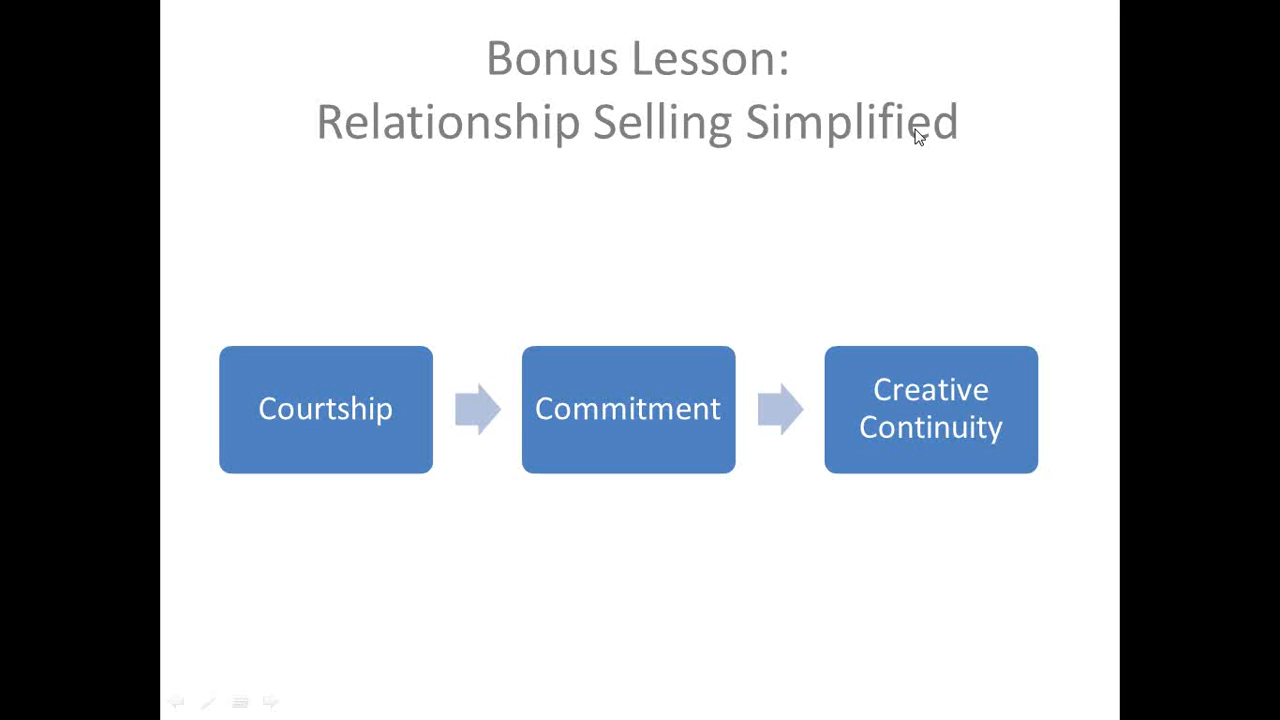 Bonus Lesson:
Relationship Selling Simplified
Courtship
Commitment
Creative
Continuity